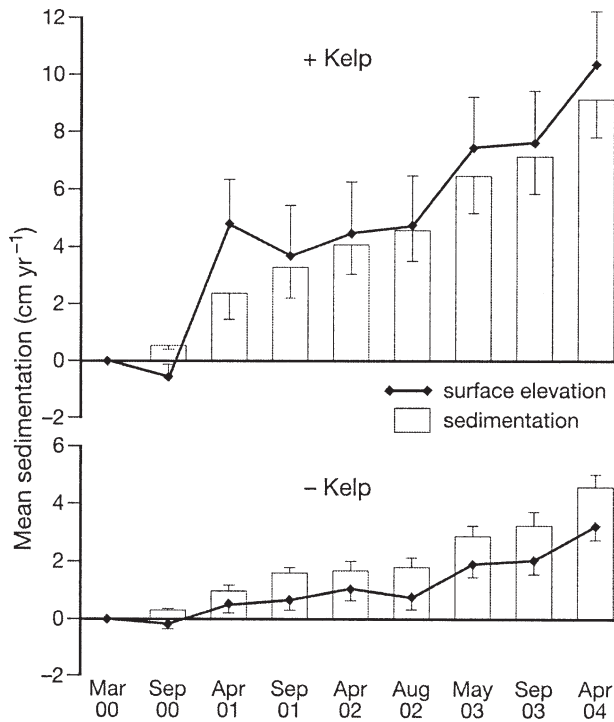 Mean sedimentation (cm yr⁻¹)
12
10
8
6
4
2
0
−2
+ Kelp
surface elevation
sedimentation
6
4
2
0
−2
− Kelp
Mar Sep Apr Sep Apr Aug May Sep Apr
00 00 01 01 02 02 03 03 04